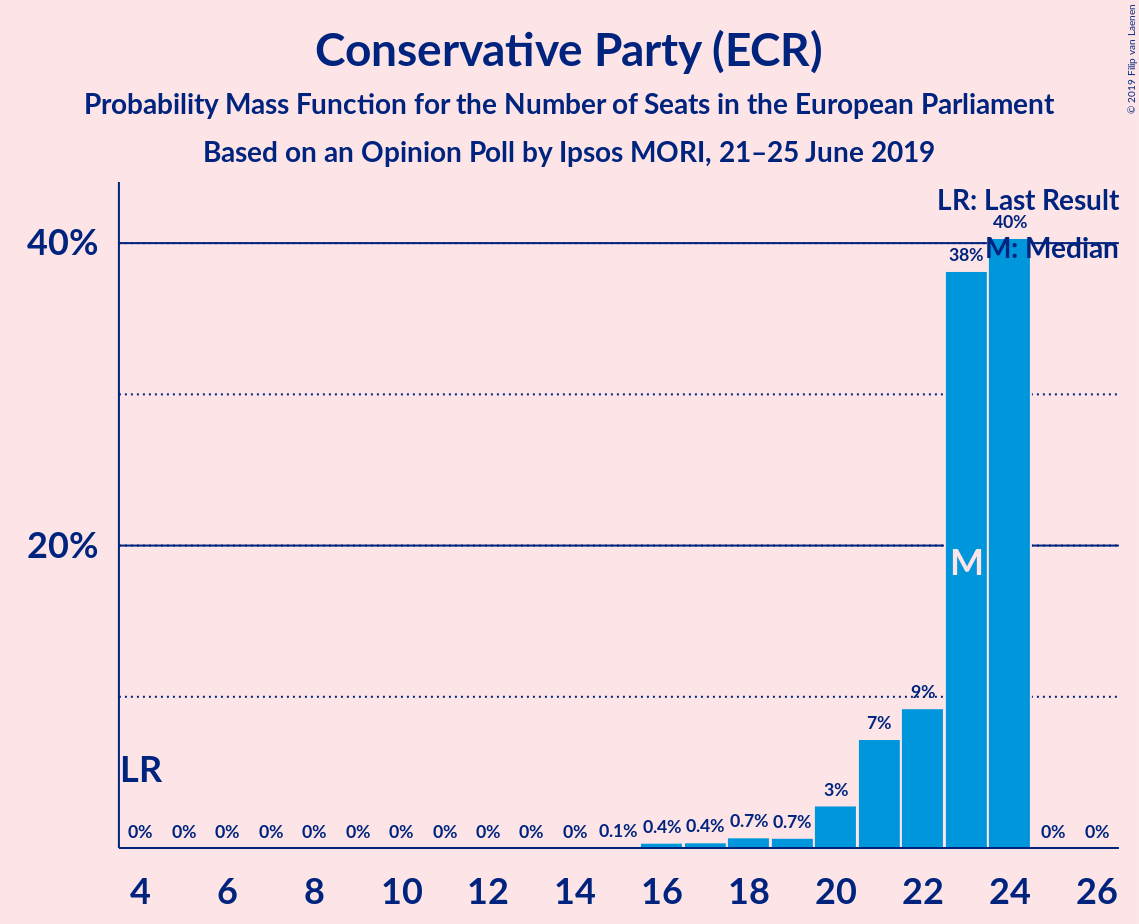 Conservative Party (ECR)
Probability Mass Function for the Number of Seats in the European Parliament
Based on an Opinion Poll by Ipsos MORI, 21–25 June 2019
© 2019 Filip van Laenen
LR: Last Result
M: Median
40%
20%
LR
M
0% 0% 0% 0% 0% 0% 0% 0% 0% 0% 0% 0.1% 0.4% 0.4% 0.7% 0.7% 3% 7% 9% 38% 40% 0% 0%
4 6 8 10 12 14 16 18 20 22 24 26